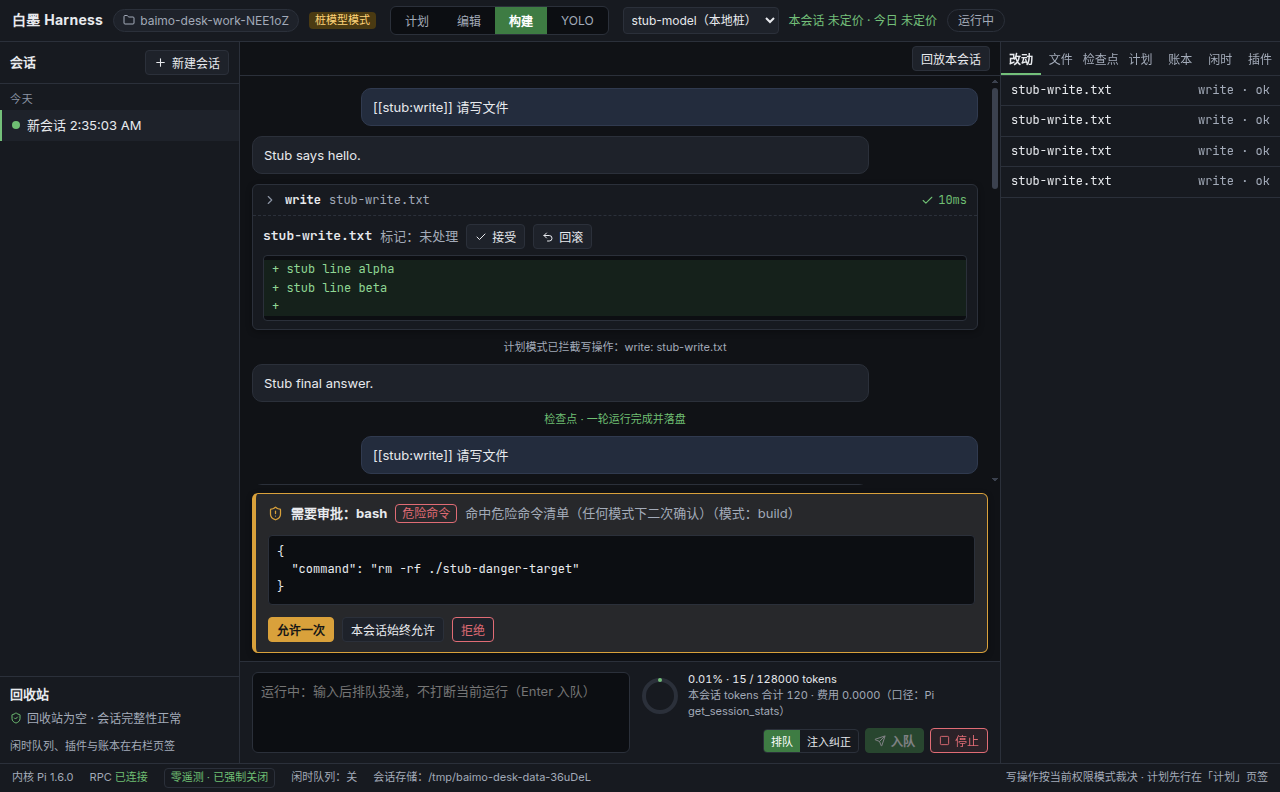 白墨 Harness
baimo-desk-work-NEE1oZ
桩模型模式
计划
编辑
构建
YOLO
stub-model（本地桩）
本会话 未定价 · 今日 未定价
运行中
会话
新建会话
今天
新会话 2:35:03 AM
回放本会话
[[stub:write]] 请写文件
Stub says hello.
write stub-write.txt
10ms
stub-write.txt 标记：未处理
接受
回滚
+ stub line alpha
+ stub line beta
+
计划模式已拦截写操作：write: stub-write.txt
Stub final answer.
检查点 · 一轮运行完成并落盘
[[stub:write]] 请写文件
需要审批：bash
危险命令
命中危险命令清单（任何模式下二次确认）（模式：build）
{
"command": "rm -rf ./stub-danger-target"
}
允许一次
本会话始终允许
拒绝
运行中：输入后排队投递，不打断当前运行（Enter 入队）
0.01% · 15 / 128000 tokens
本会话 tokens 合计 120 · 费用 0.0000（口径：Pi
get_session_stats）
排队
注入纠正
入队
停止
改动
文件
检查点
计划
账本
闲时
插件
stub-write.txt write · ok
stub-write.txt write · ok
stub-write.txt write · ok
stub-write.txt write · ok
回收站
回收站为空 · 会话完整性正常
闲时队列、插件与账本在右栏页签
内核 Pi 1.6.0
RPC 已连接
零遥测 · 已强制关闭
闲时队列：关
会话存储：/tmp/baimo-desk-data-36uDeL
写操作按当前权限模式裁决 · 计划先行在「计划」页签